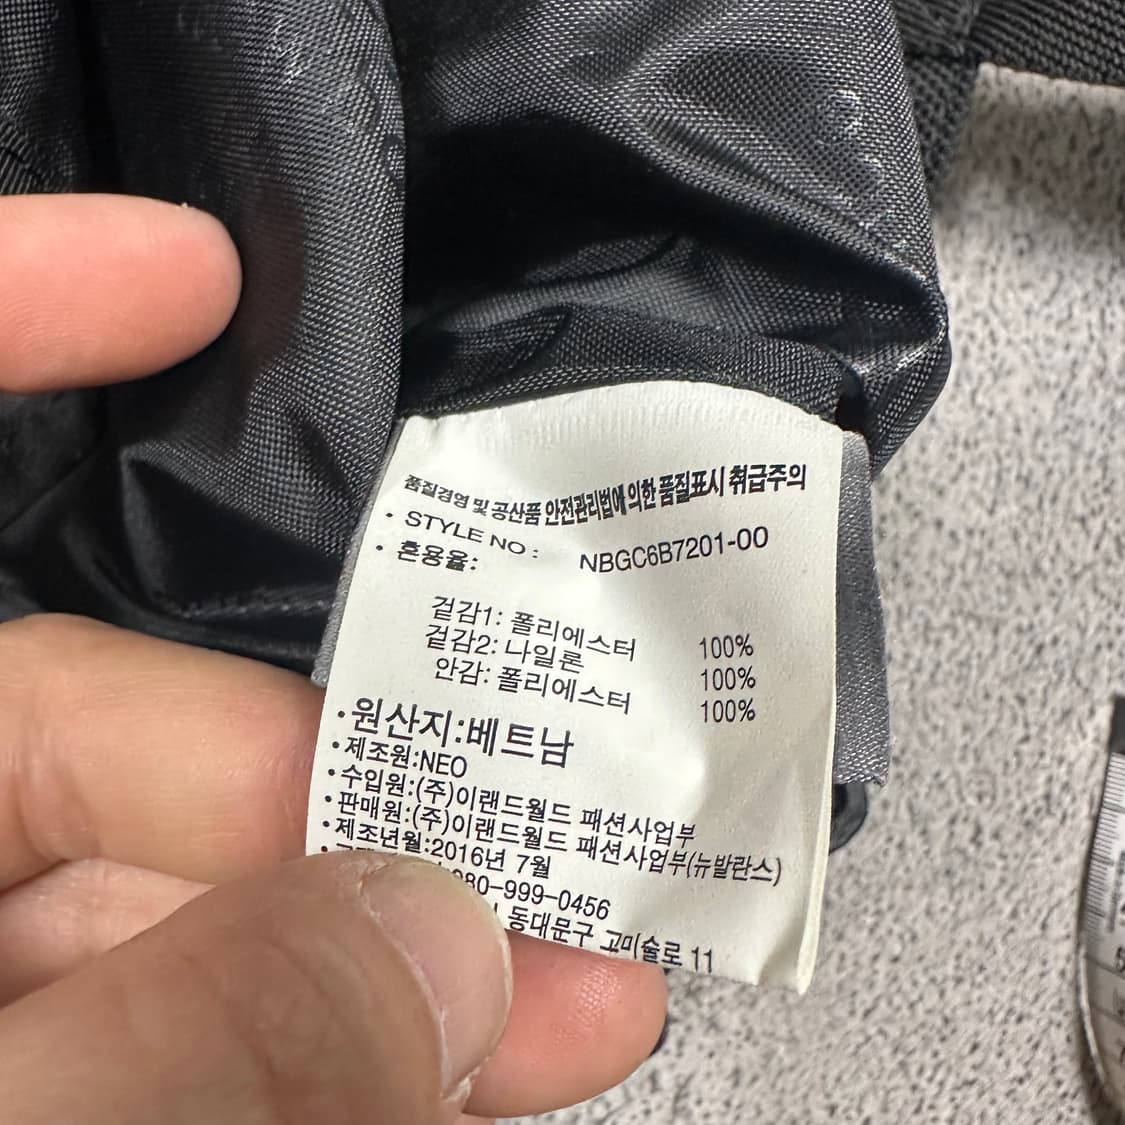 품질경영 및 공산품 안전관리법에 의한 품질표시 취급주의
• STYLE NO : NBGC6B7201-00
• 혼용율:
겉감1: 폴리에스터 100%
겉감2: 나일론 100%
안감: 폴리에스터 100%
•원산지:베트남
•제조원:NEO
•수입원:(주)이랜드월드 패션사업부
•판매원:(주)이랜드월드 패션사업부(뉴발란스)
•제조년월:2016년 7월
080-999-0456
동대문구 고미술로 11